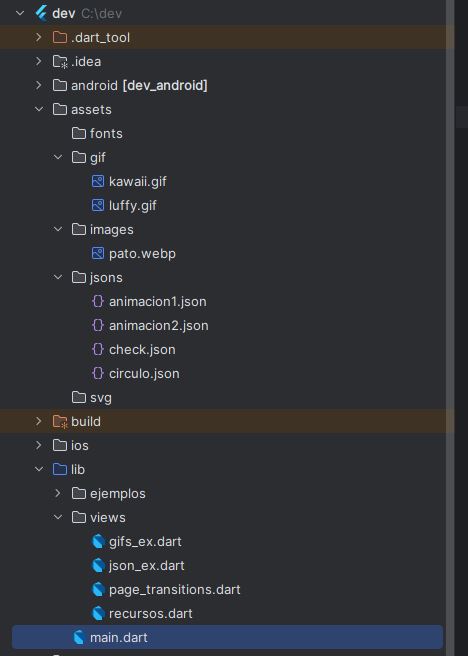 dev C:\dev
.dart_tool
.idea
android [dev_android]
assets
fonts
gif
kawaii.gif
luffy.gif
images
pato.webp
jsons
animacion1.json
animacion2.json
check.json
circulo.json
svg
build
ios
lib
ejemplos
views
gifs_ex.dart
json_ex.dart
page_transitions.dart
recursos.dart
main.dart